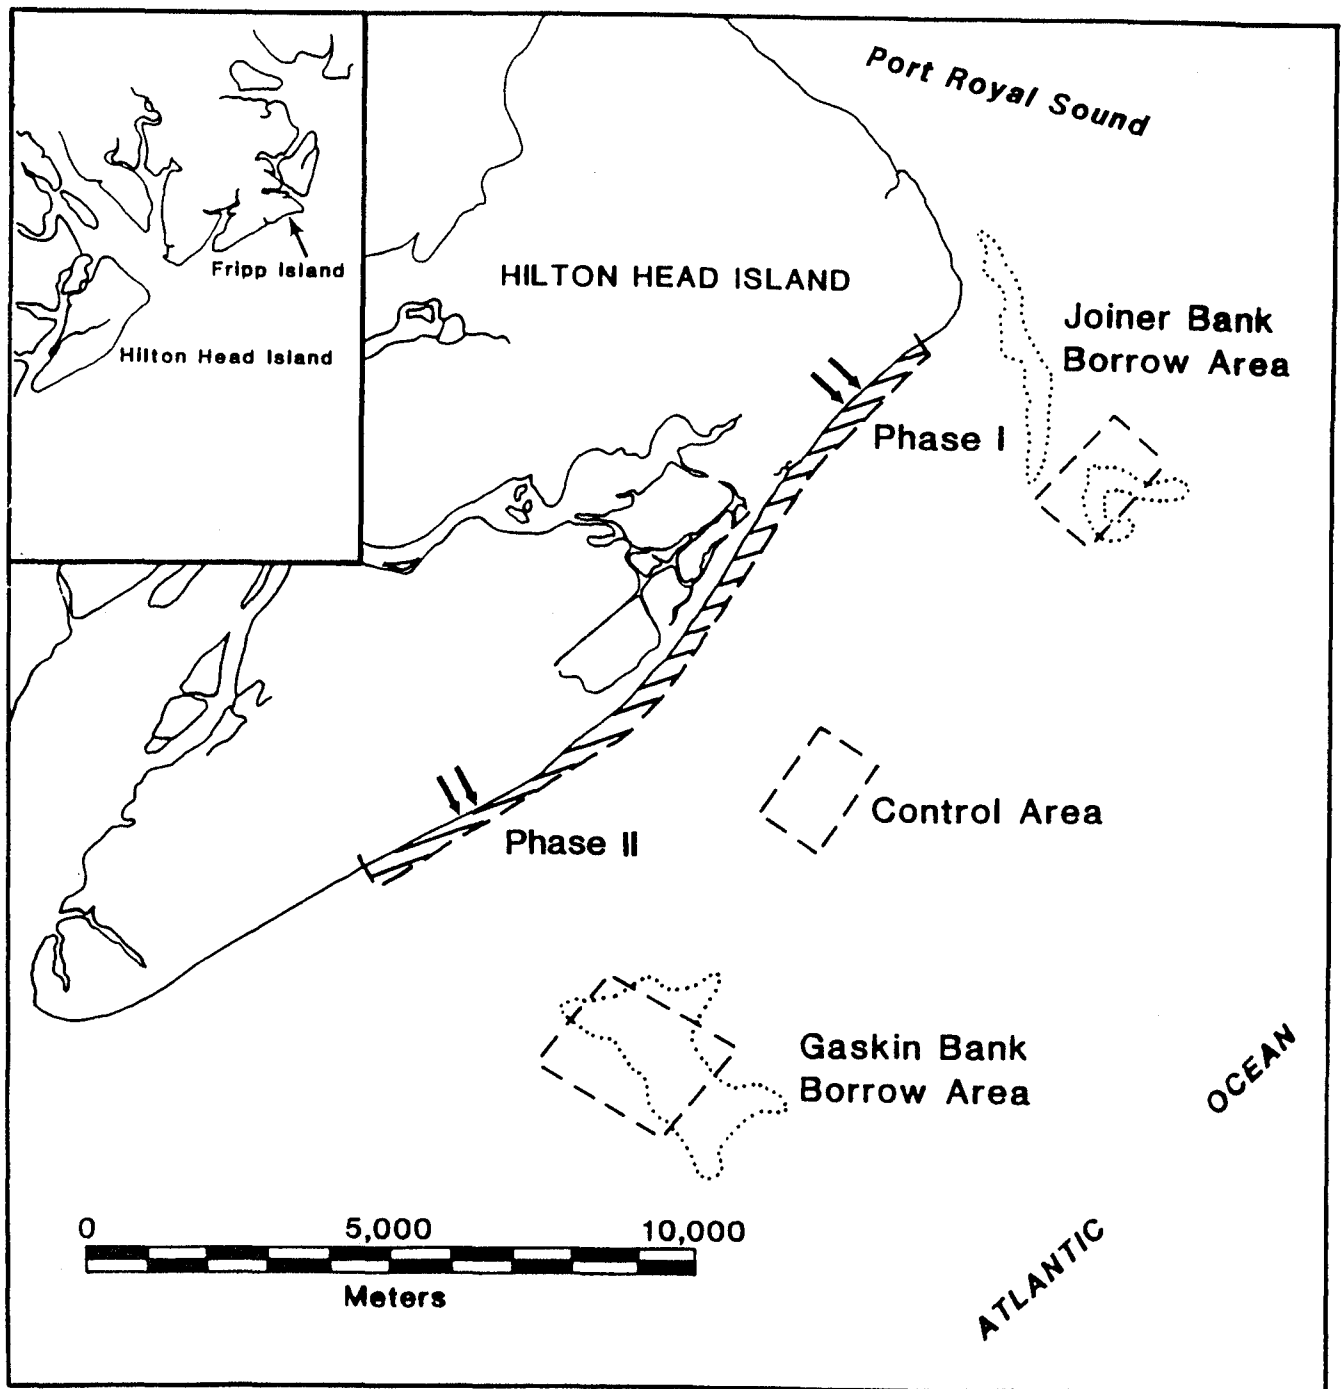 Port Royal Sound
Fripp Island
HILTON HEAD ISLAND
Hilton Head Island
Joiner Bank
Borrow Area
Phase I
Control Area
Phase II
Gaskin Bank
Borrow Area
OCEAN
ATLANTIC
0 5,000 10,000
Meters